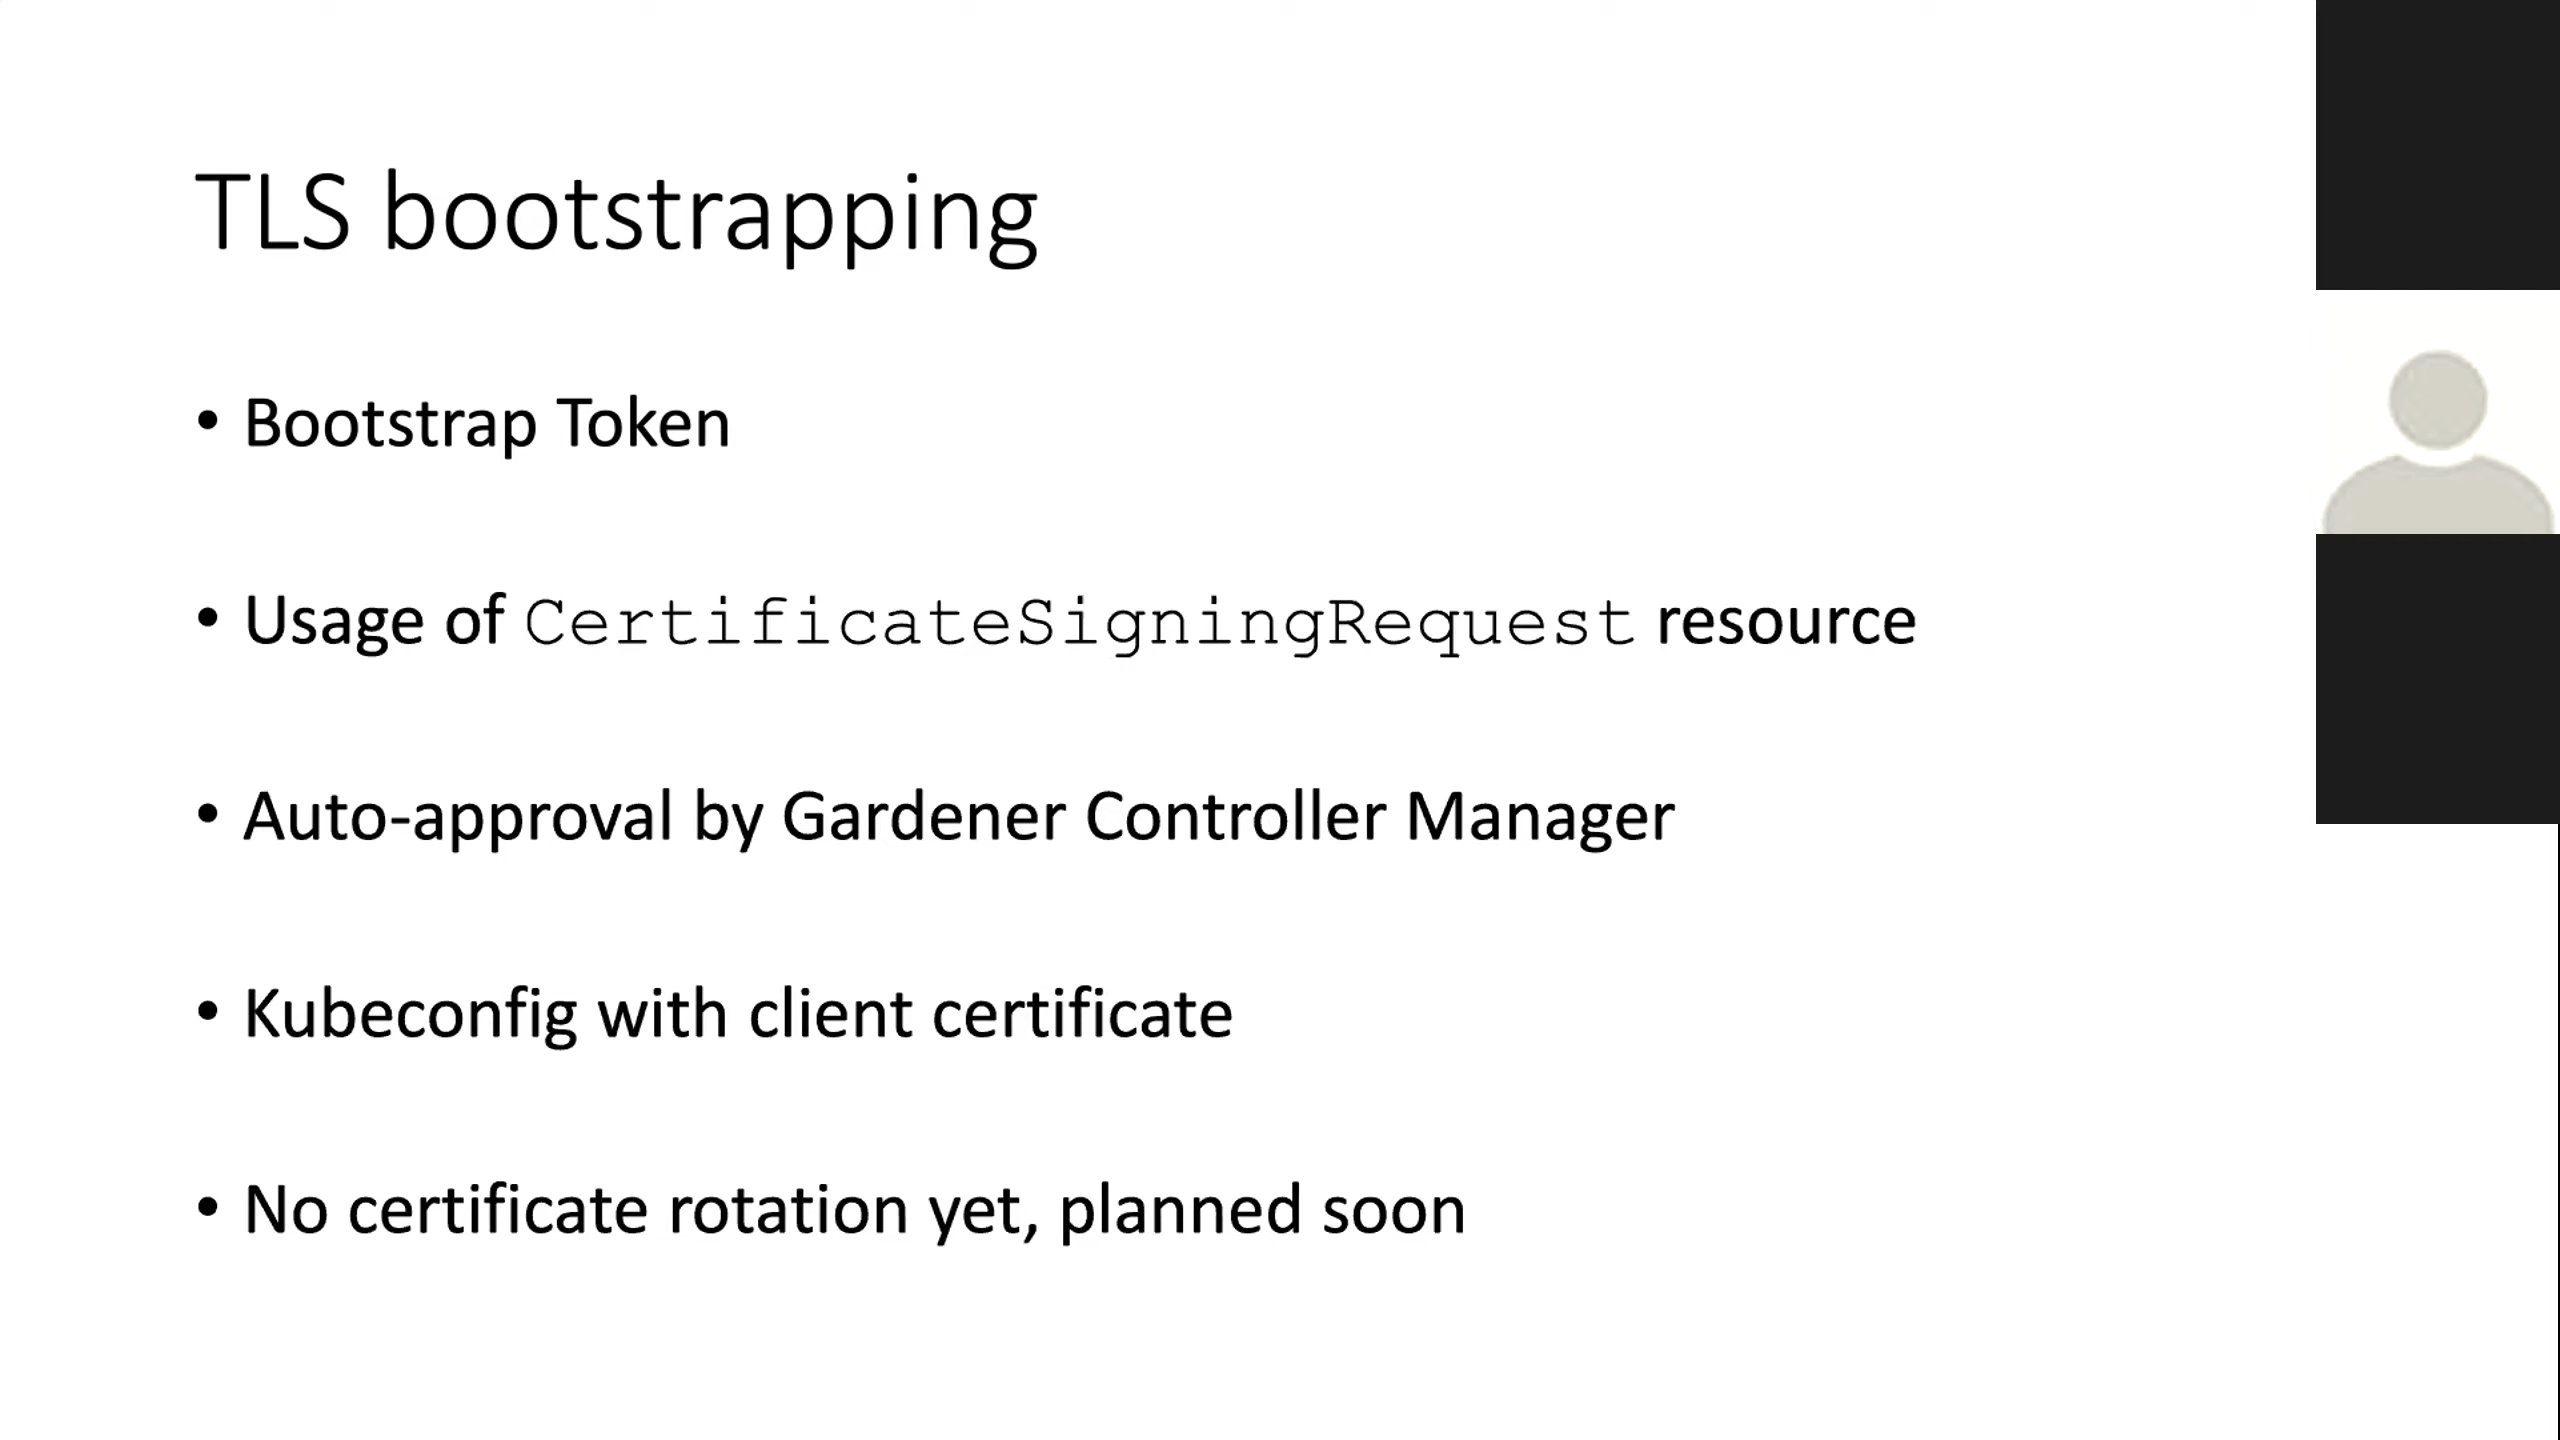 TLS bootstrapping
• Bootstrap Token
• Usage of CertificateSigningRequest resource
• Auto-approval by Gardener Controller Manager
• Kubeconfig with client certificate
• No certificate rotation yet, planned soon